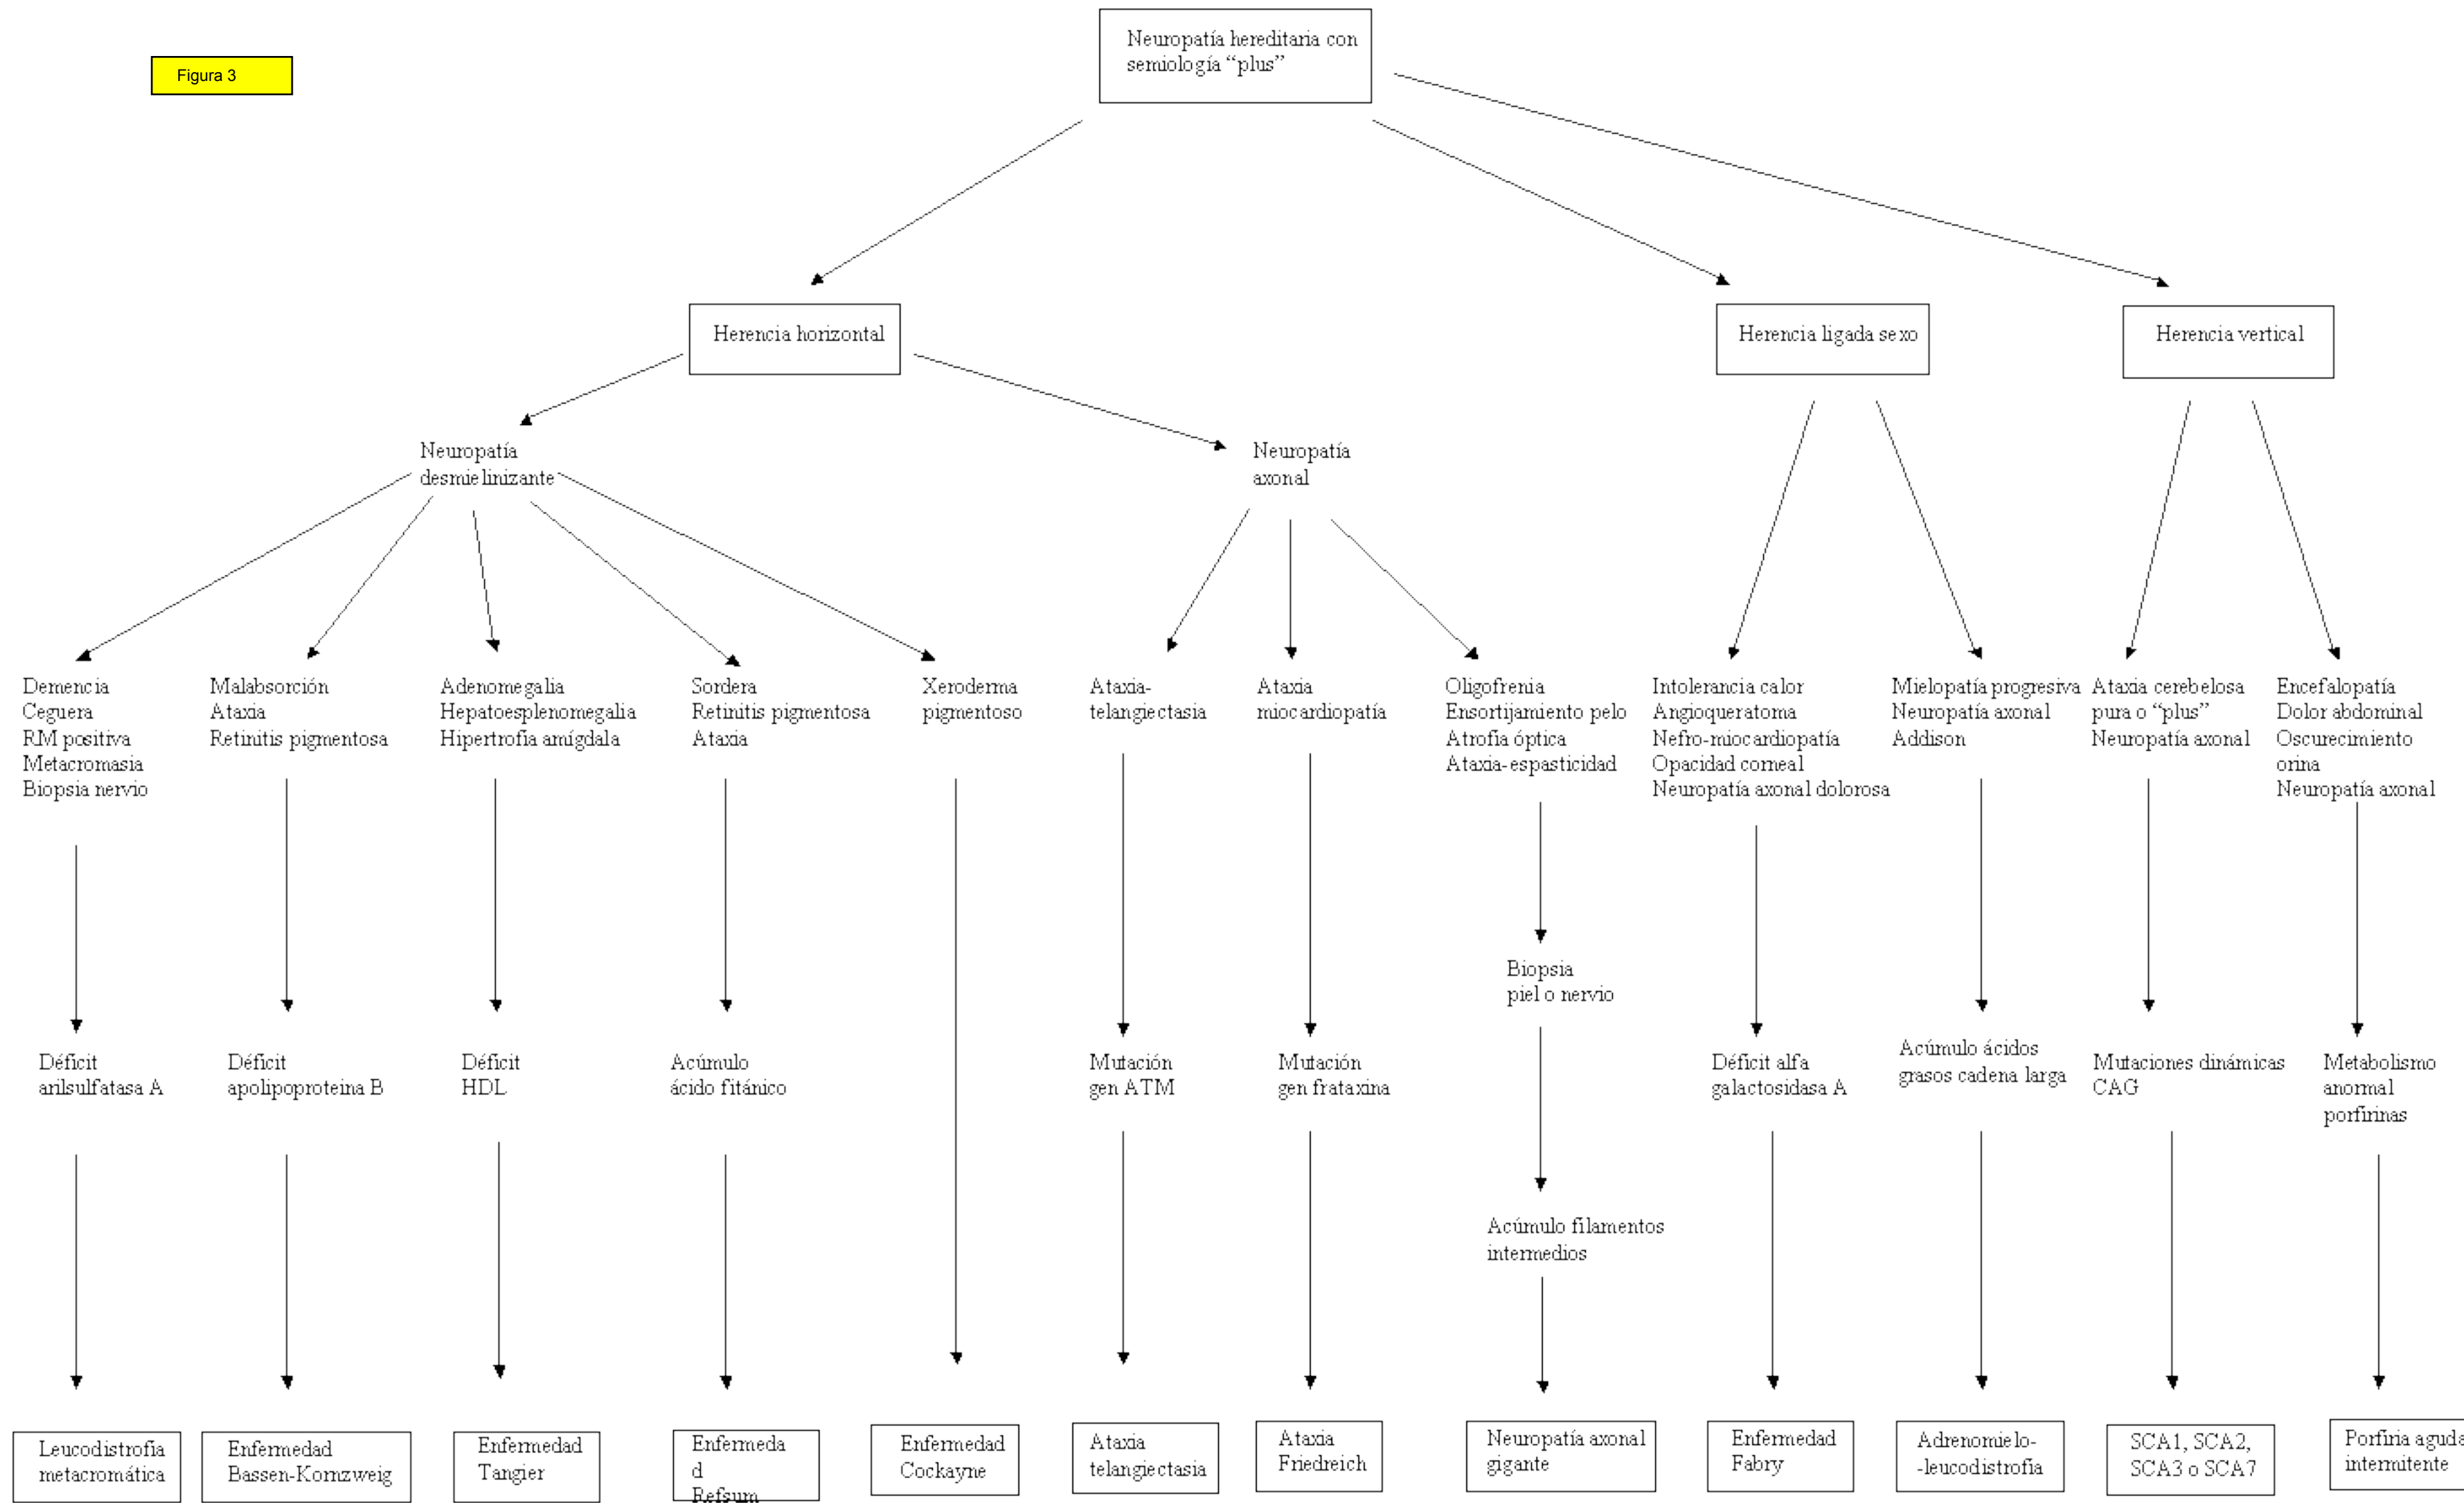 Figura 3
Neuropatía hereditaria con
semiología “plus”
Herencia horizontal
Herencia ligada sexo
Herencia vertical
Neuropatía
desmielinizante
Neuropatía
axonal
Demencia
Ceguera
RM positiva
Metacromasia
Biopsia nervio
Malabsorción
Ataxia
Retinitis pigmentosa
Adenomegalia
Hepatoesplenomegalia
Hipertrofia amígdala
Sordera
Retinitis pigmentosa
Ataxia
Xeroderma
pigmentoso
Ataxia-
telangiectasia
Ataxia
miocardiopatía
Oligofrenia
Ensortijamiento pelo
Atrofia óptica
Ataxia-espasticidad
Intolerancia calor
Angioqueratoma
Nefro-miocardiopatía
Opacidad corneal
Neuropatía axonal dolorosa
Mielopatía progresiva
Neuropatía axonal
Addison
Ataxia cerebelosa
pura o “plus”
Neuropatía axonal
Encefalopatía
Dolor abdominal
Oscurecimiento
orina
Neuropatía axonal
Biopsia
piel o nervio
Déficit
arilsulfatasa A
Déficit
apolipoproteina B
Déficit
HDL
Acúmulo
ácido fitánico
Mutación
gen ATM
Mutación
gen frataxina
Acúmulo filamentos
intermedios
Déficit alfa
galactosidasa A
Acúmulo ácidos
grasos cadena larga
Mutaciones dinámicas
CAG
Metabolismo
anormal
porfirinas
Leucodistrofia
metacromática
Enfermedad
Bassen-Kornzweig
Enfermedad
Tangier
Enfermeda
d
Refsum
Enfermedad
Cockayne
Ataxia
telangiectasia
Ataxia
Friedreich
Neuropatía axonal
gigante
Enfermedad
Fabry
Adrenomielo-
-leucodistrofia
SCA1, SCA2,
SCA3 o SCA7
Porfiria aguda
intermitente